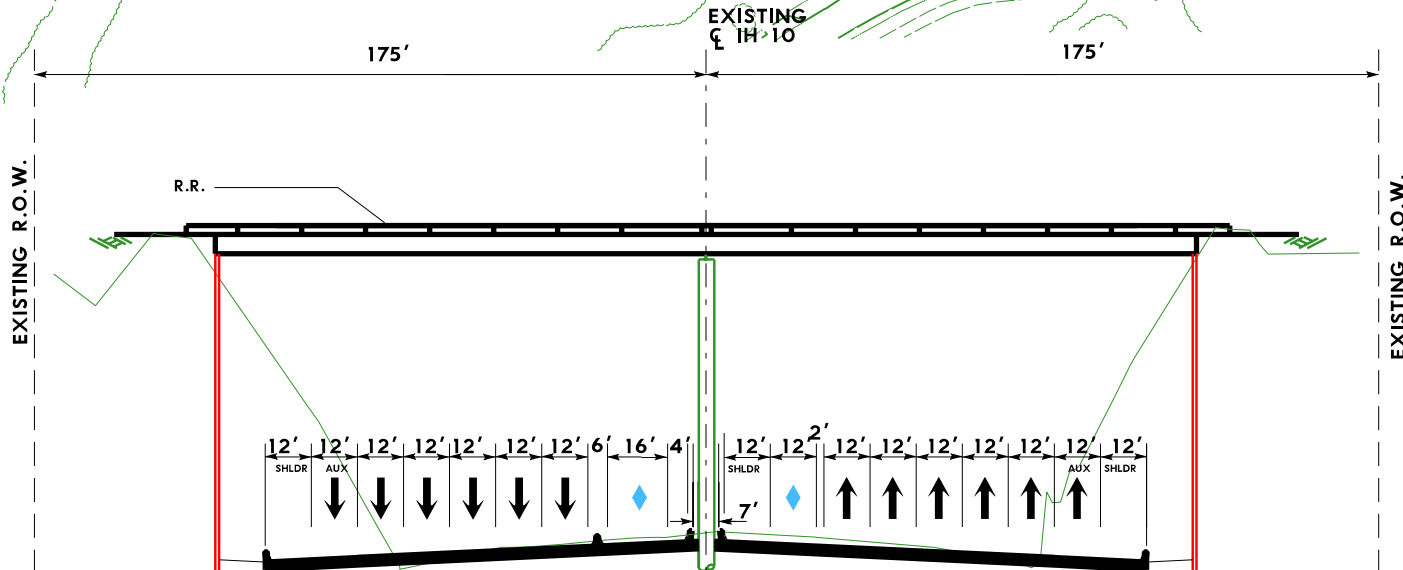 EXISTING
℄ IH 10
175′ 175′
R.R.
EXISTING R.O.W.
EXISTING R.O.W.
12′ 12′ 12′ 12′ 12′ 12′ 12′ 6′ 16′ 4′ 12′ 12′ 2′ 12′ 12′ 12′ 12′ 12′ 12′ 12′
SHLDR AUX SHLDR AUX SHLDR
7′